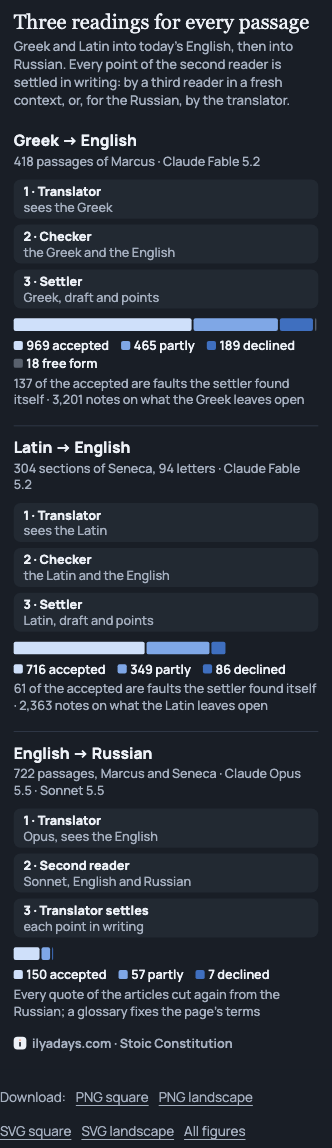 Three readings for every passage
Greek and Latin into today's English, then into
Russian. Every point of the second reader is
settled in writing: by a third reader in a fresh
context, or, for the Russian, by the translator.
Greek → English
418 passages of Marcus · Claude Fable 5.2
1 · Translator
sees the Greek
2 · Checker
the Greek and the English
3 · Settler
Greek, draft and points
969 accepted 465 partly 189 declined
18 free form
137 of the accepted are faults the settler found
itself · 3,201 notes on what the Greek leaves open
Latin → English
304 sections of Seneca, 94 letters · Claude Fable
5.2
1 · Translator
sees the Latin
2 · Checker
the Latin and the English
3 · Settler
Latin, draft and points
716 accepted 349 partly 86 declined
61 of the accepted are faults the settler found itself
· 2,363 notes on what the Latin leaves open
English → Russian
722 passages, Marcus and Seneca · Claude Opus
5.5 · Sonnet 5.5
1 · Translator
Opus, sees the English
2 · Second reader
Sonnet, English and Russian
3 · Translator settles
each point in writing
150 accepted 57 partly 7 declined
Every quote of the articles cut again from the
Russian; a glossary fixes the page's terms
ilyadays.com · Stoic Constitution
Download: PNG square PNG landscape
SVG square SVG landscape All figures